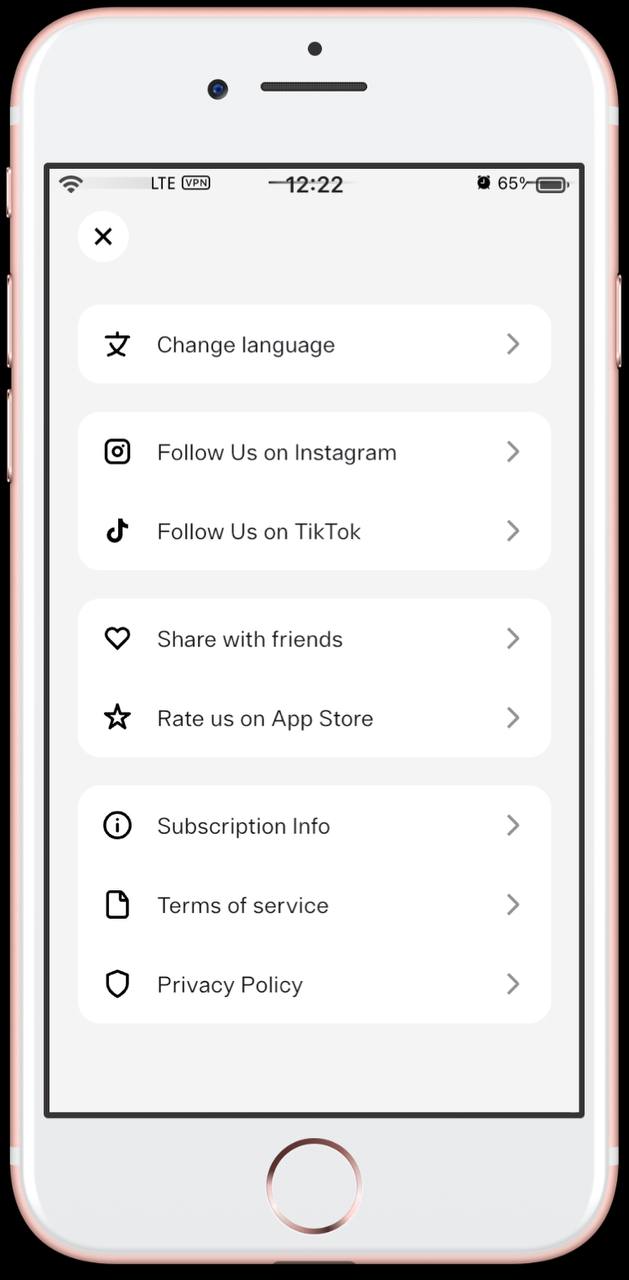 LTE VPN 12:22 65%
Change language
Follow Us on Instagram
Follow Us on TikTok
Share with friends
Rate us on App Store
Subscription Info
Terms of service
Privacy Policy